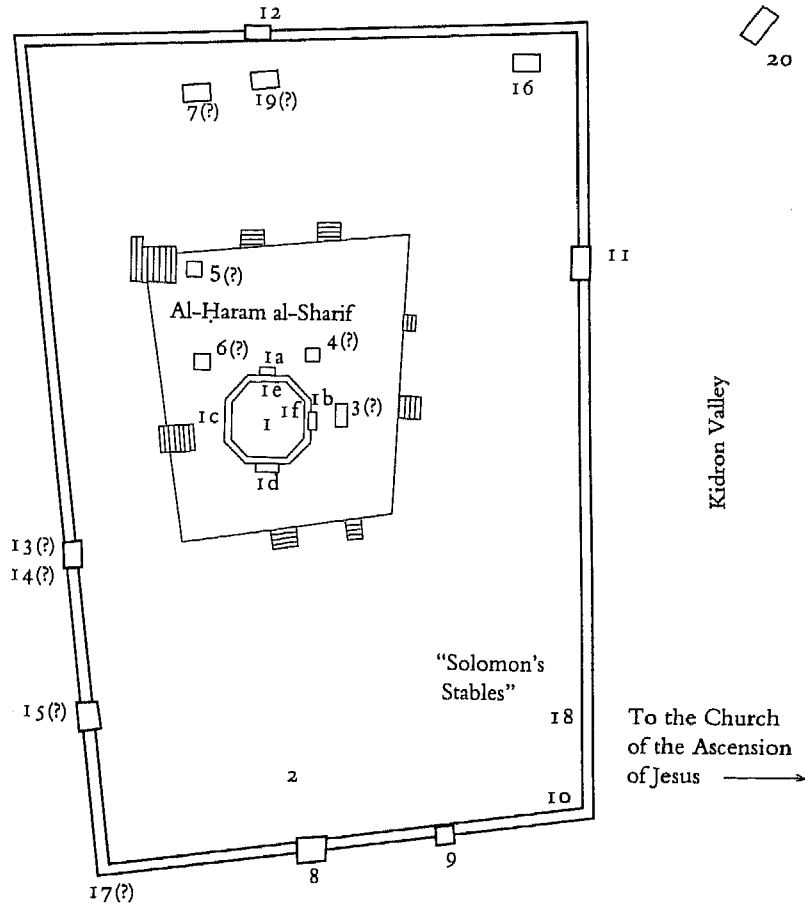 12
20
7(?)
19(?)
16
11
5(?)
Al-Ḥaram al-Sharif
6(?)
1a
4(?)
1e
1b
1c
1f
3(?)
1
1d
Kidron Valley
13(?)
14(?)
"Solomon's
Stables"
15(?)
18
To the Church
of the Ascension
of Jesus
2
10
8
9
17(?)